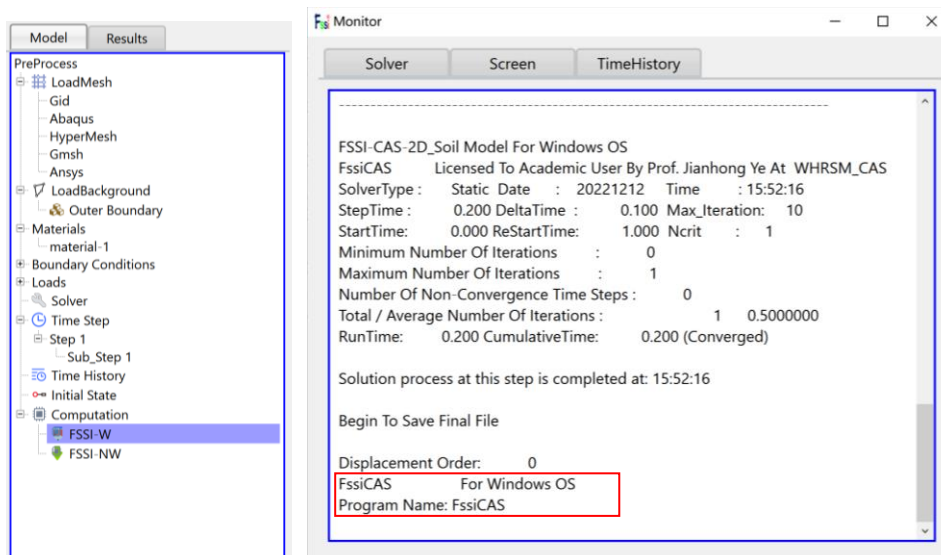 Model Results
PreProcess
LoadMesh
Gid
Abaqus
HyperMesh
Gmsh
Ansys
LoadBackground
Outer Boundary
Materials
material-1
Boundary Conditions
Loads
Solver
Time Step
Step 1
Sub_Step 1
Time History
Initial State
Computation
FSSI-W
FSSI-NW
Fssi Monitor
Solver Screen TimeHistory
--------------------------------------------------------------------------------
FSSI-CAS-2D_Soil Model For Windows OS
FssiCAS Licensed To Academic User By Prof. Jianhong Ye At WHRSM_CAS
SolverType : Static Date : 20221212 Time : 15:52:16
StepTime : 0.200 DeltaTime : 0.100 Max_Iteration: 10
StartTime: 0.000 ReStartTime: 1.000 Ncrit : 1
Minimum Number Of Iterations : 0
Maximum Number Of Iterations : 1
Number Of Non-Convergence Time Steps : 0
Total / Average Number Of Iterations : 1 0.5000000
RunTime: 0.200 CumulativeTime: 0.200 (Converged)
Solution process at this step is completed at: 15:52:16
Begin To Save Final File
Displacement Order: 0
FssiCAS For Windows OS
Program Name: FssiCAS